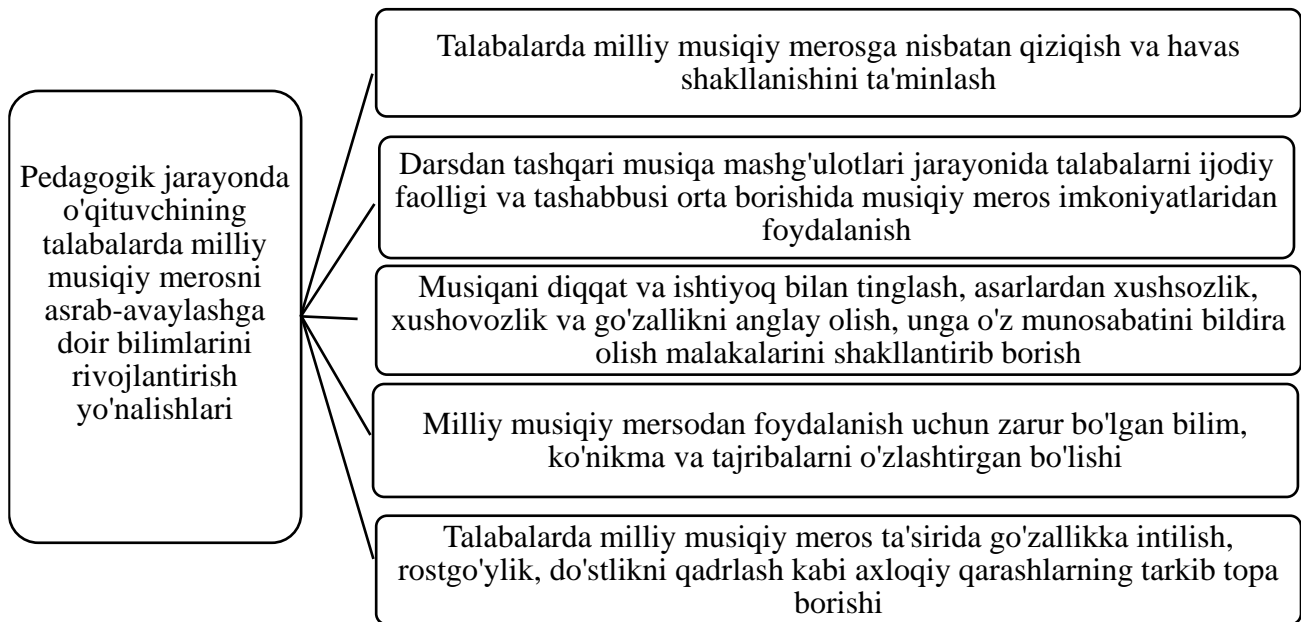 Pedagogik jarayonda
o'qituvchining
talabalarda milliy
musiqiy merosni
asrab-avaylashga
doir bilimlarini
rivojlantirish
yo'nalishlari
Talabalarda milliy musiqiy merosga nisbatan qiziqish va havas
shakllanishini ta'minlash
Darsdan tashqari musiqa mashg'ulotlari jarayonida talabalarni ijodiy
faolligi va tashabbusi orta borishida musiqiy meros imkoniyatlaridan
foydalanish
Musiqani diqqat va ishtiyoq bilan tinglash, asarlardan xushsozlik,
xushovozlik va go'zallikni anglay olish, unga o'z munosabatini bildira
olish malakalarini shakllantirib borish
Milliy musiqiy mersodan foydalanish uchun zarur bo'lgan bilim,
ko'nikma va tajribalarni o'zlashtirgan bo'lishi
Talabalarda milliy musiqiy meros ta'sirida go'zallikka intilish,
rostgo'ylik, do'stlikni qadrlash kabi axloqiy qarashlarning tarkib topa
borishi